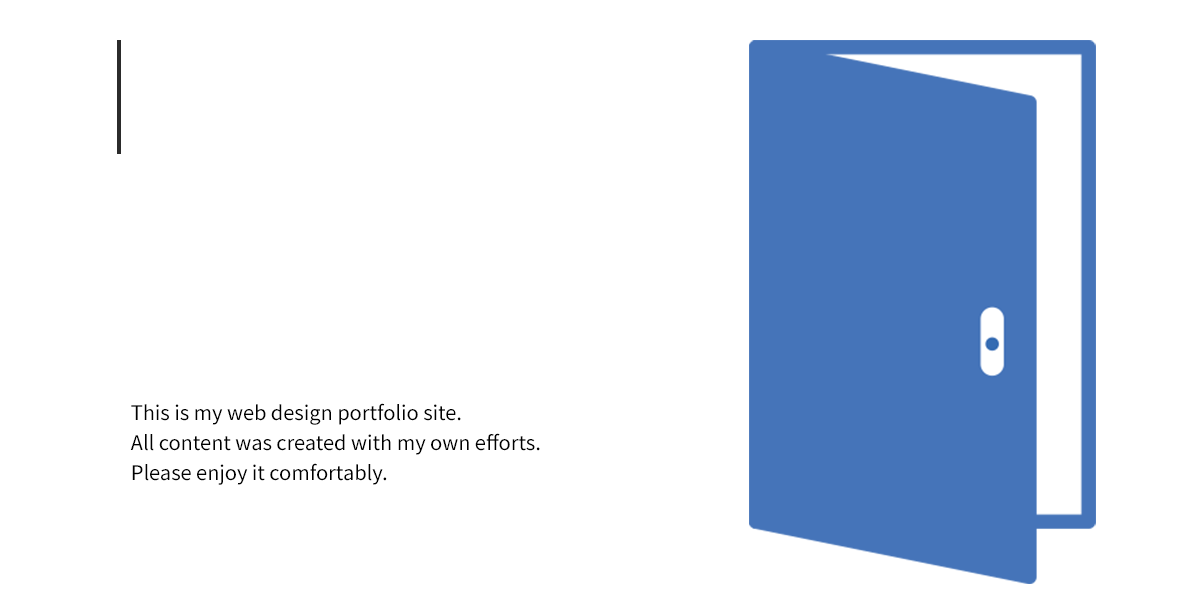 This is my web design portfolio site.
All content was created with my own efforts.
Please enjoy it comfortably.